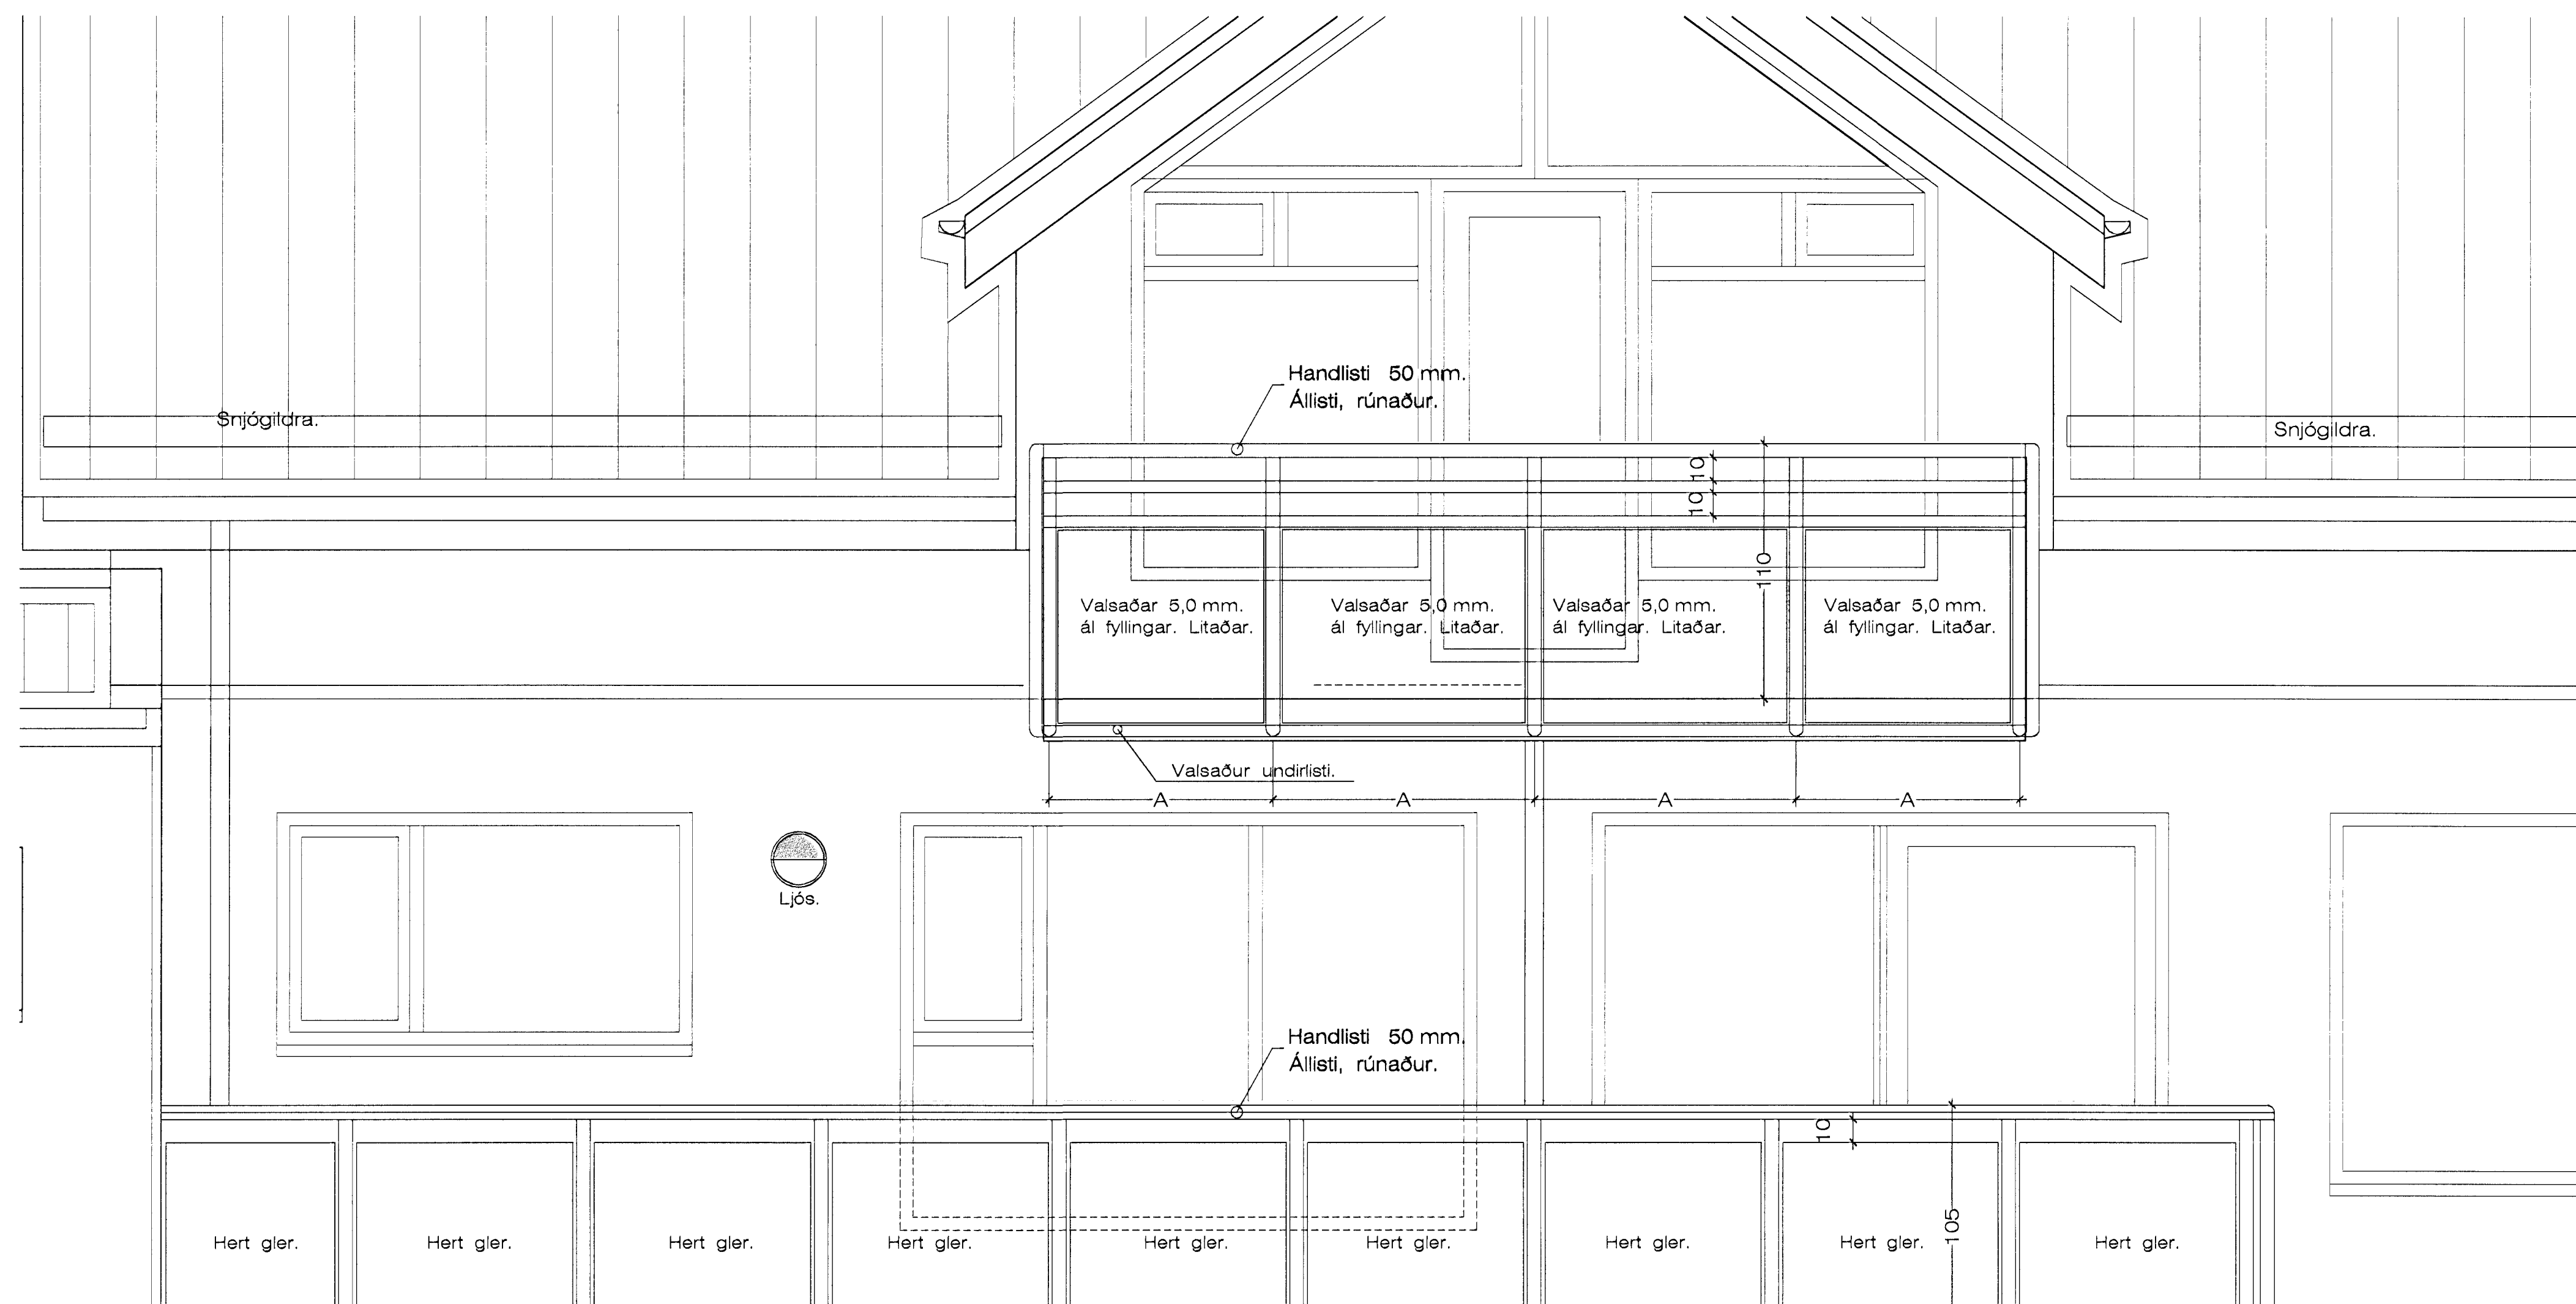 Handlisti 50 mm.
Állisti, rúnaður.
Snjógildra.
Snjógildra.
10
10
110
Valsaðar 5,0 mm.
ál fyllingar. Litaðar.
Valsaðar 5,0 mm.
ál fyllingar. Litaðar.
Valsaðar 5,0 mm.
ál fyllingar. Litaðar.
Valsaðar 5,0 mm.
ál fyllingar. Litaðar.
Valsaður undirlisti.
A
A
A
A
Ljós.
Handlisti 50 mm.
Állisti, rúnaður.
10
105
Hert gler.
Hert gler.
Hert gler.
Hert gler.
Hert gler.
Hert gler.
Hert gler.
Hert gler.
Hert gler.